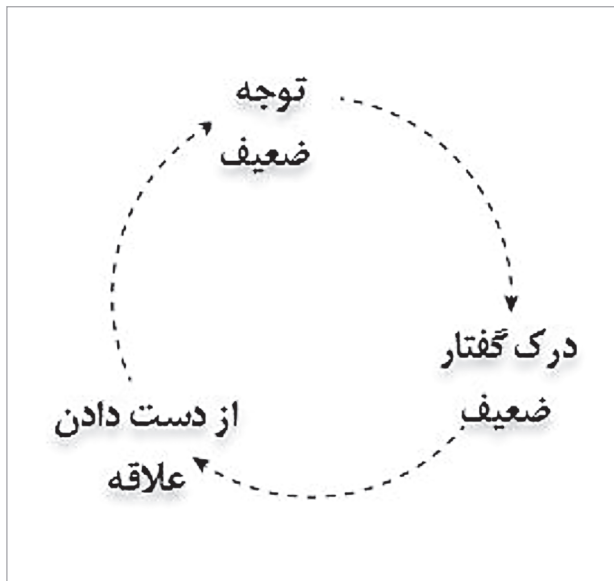 توجه
ضعیف
درک گفتار
ضعیف
از دست دادن
علاقه